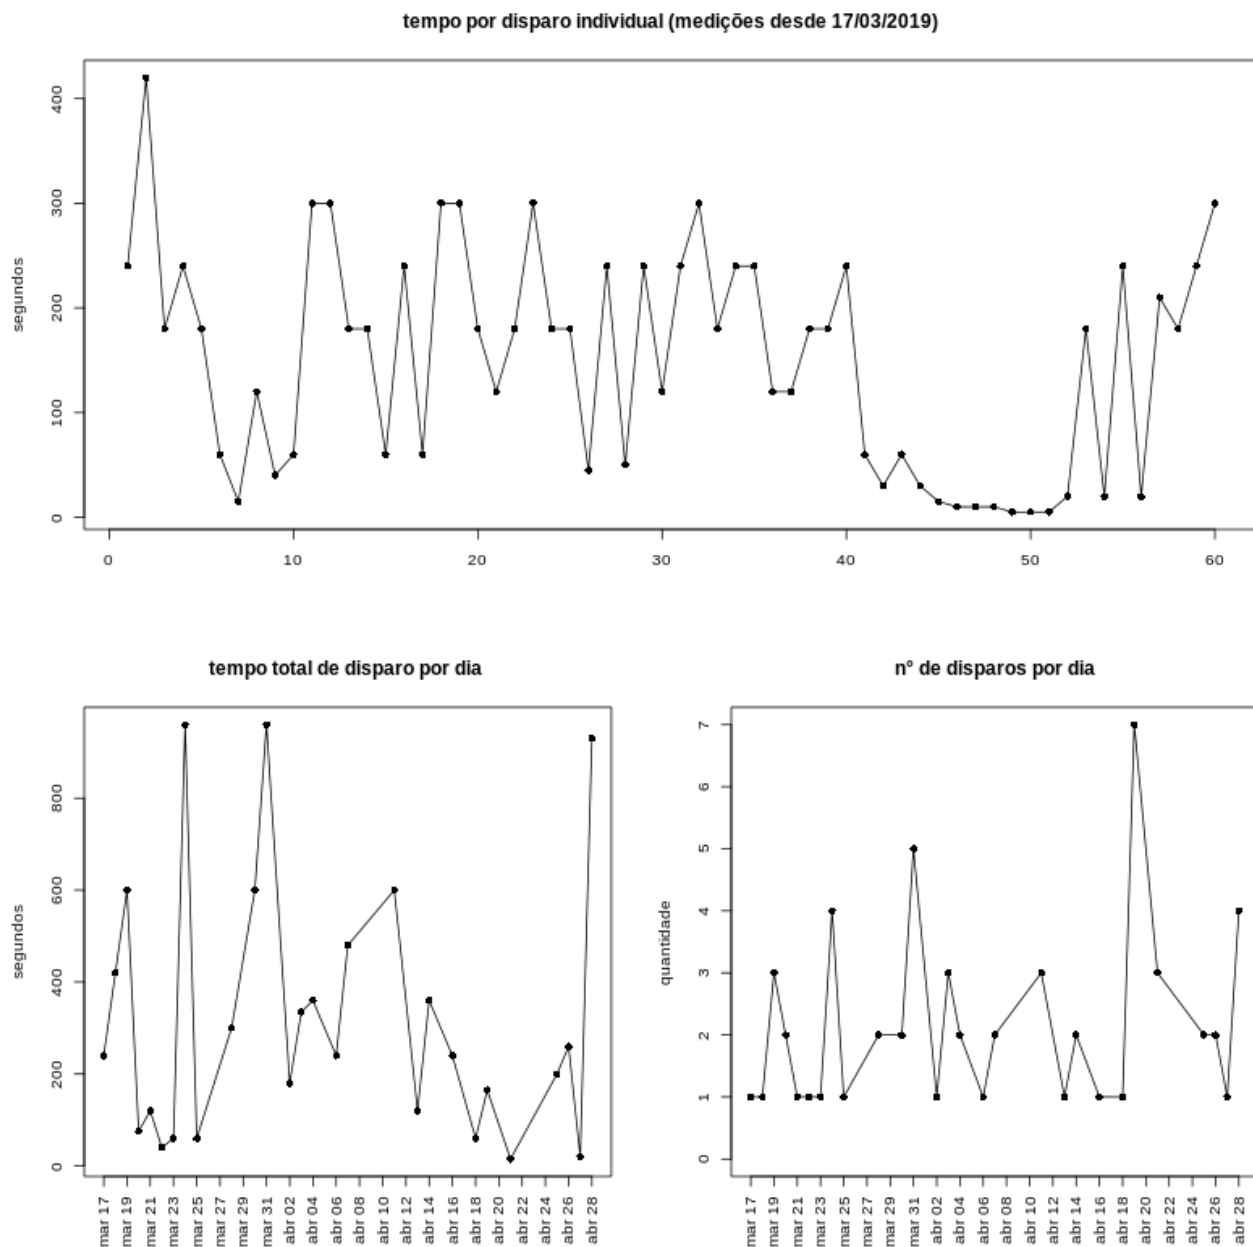 tempo por disparo individual (medições desde 17/03/2019)
segundos
400
300
200
100
0
0 10 20 30 40 50 60
tempo total de disparo por dia
segundos
800
600
400
200
0
mar 17
mar 19
mar 21
mar 23
mar 25
mar 27
mar 29
mar 31
abr 02
abr 04
abr 06
abr 08
abr 10
abr 12
abr 14
abr 16
abr 18
abr 20
abr 22
abr 24
abr 26
abr 28
nº de disparos por dia
quantidade
7
6
5
4
3
2
1
0
mar 17
mar 19
mar 21
mar 23
mar 25
mar 27
mar 29
mar 31
abr 02
abr 04
abr 06
abr 08
abr 10
abr 12
abr 14
abr 16
abr 18
abr 20
abr 22
abr 24
abr 26
abr 28